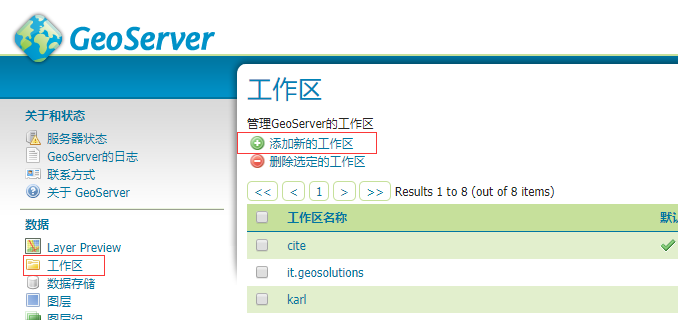 GeoServer
关于和状态
服务器状态
GeoServer的日志
联系方式
关于 GeoServer
数据
Layer Preview
工作区
数据存储
图层
图层组
工作区
管理GeoServer的工作区
添加新的工作区
删除选定的工作区
<< < 1 > >> Results 1 to 8 (out of 8 items)
工作区名称 默认
cite
it.geosolutions
karl